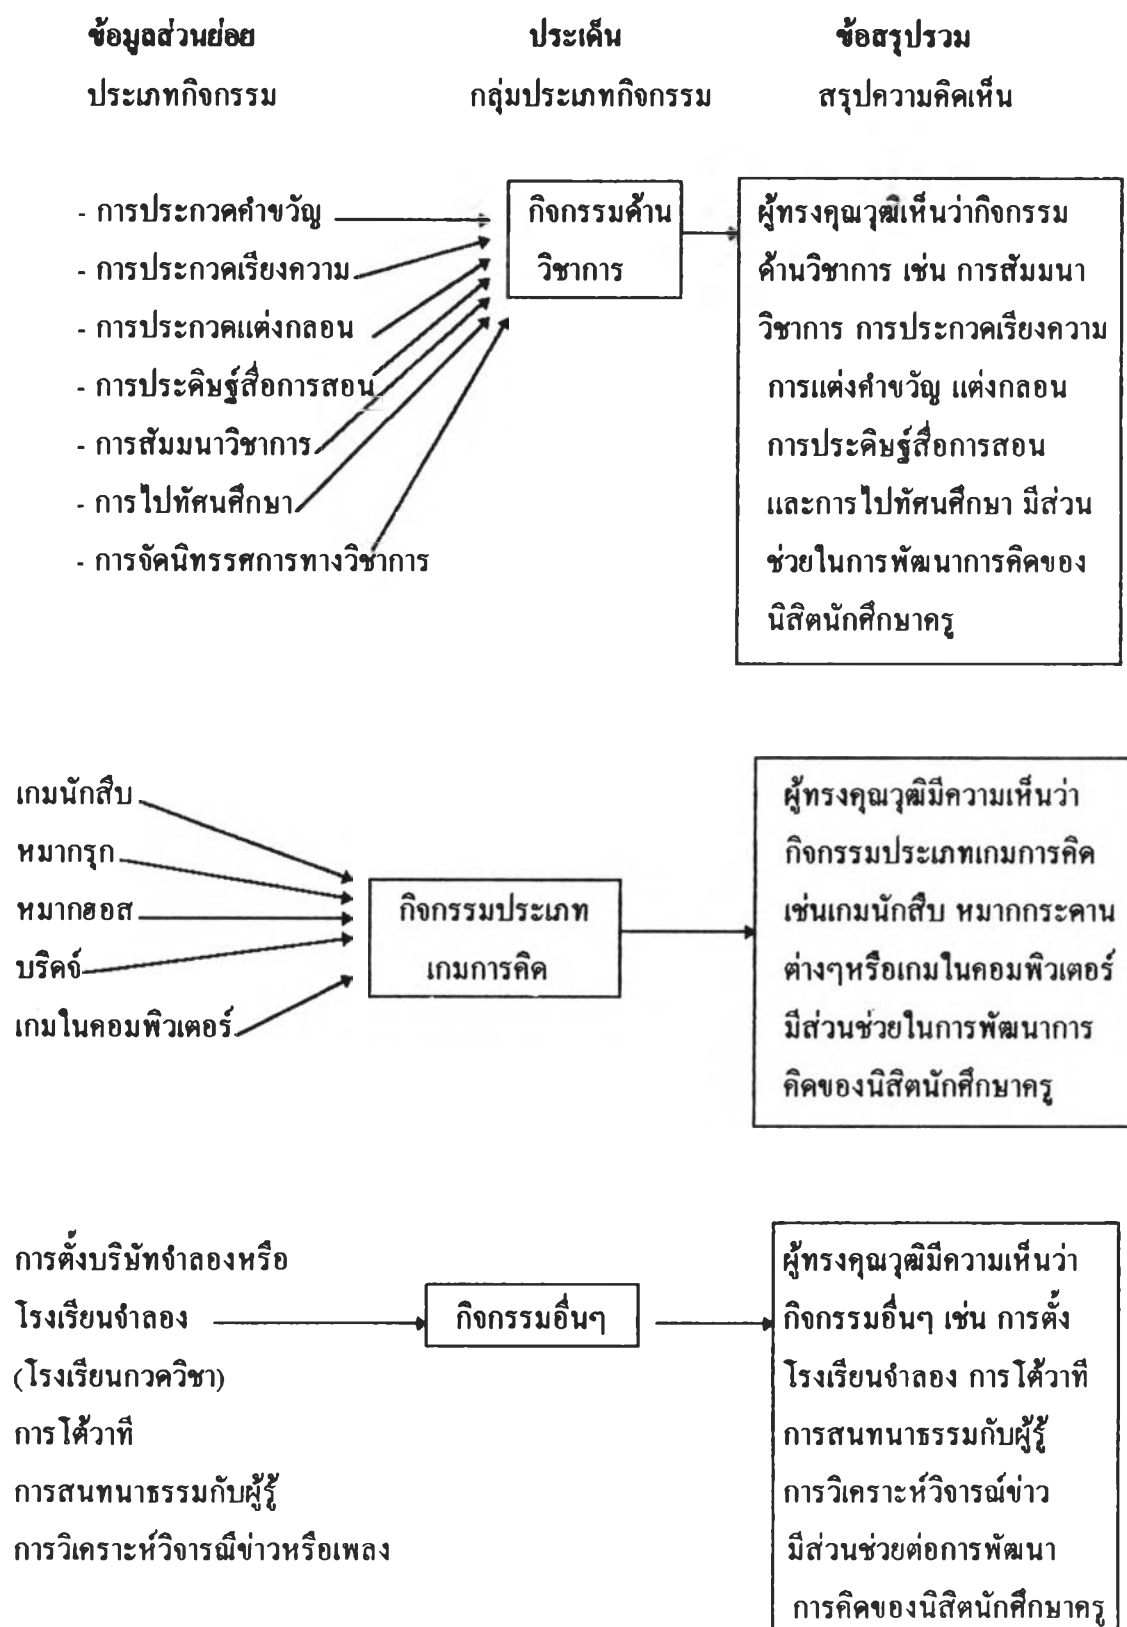 ข้อมูลส่วนย่อย
ประเด็น
ข้อสรุปรวม
ประเภทกิจกรรม
กลุ่มประเภทกิจกรรม
สรุปความคิดเห็น
- การประกวดคำขวัญ
- การประกวดเรียงความ
- การประกวดแต่งกลอน
- การประดิษฐ์สื่อการสอน
- การสัมมนาวิชาการ
- การไปทัศนศึกษา
- การจัดนิทรรศการทางวิชาการ
กิจกรรมด้าน
วิชาการ
ผู้ทรงคุณวุฒิเห็นว่ากิจกรรม
ด้านวิชาการ เช่น การสัมมนา
วิชาการ การประกวดเรียงความ
การแต่งคำขวัญ แต่งกลอน
การประดิษฐ์สื่อการสอน
และการไปทัศนศึกษา มีส่วน
ช่วยในการพัฒนาการคิดของ
นิสิตนักศึกษาครู
เกมนักสืบ
หมากรุก
หมากฮอส
บริดจ์
เกมในคอมพิวเตอร์
กิจกรรมประเภท
เกมการคิด
ผู้ทรงคุณวุฒิมีความเห็นว่า
กิจกรรมประเภทเกมการคิด
เช่นเกมนักสืบ หมากกระดาน
ต่างๆหรือเกมในคอมพิวเตอร์
มีส่วนช่วยในการพัฒนาการ
คิดของนิสิตนักศึกษาครู
การตั้งบริษัทจำลองหรือ
โรงเรียนจำลอง
(โรงเรียนกวดวิชา)
การโต้วาที
การสนทนาธรรมกับผู้รู้
การวิเคราะห์วิจารณ์ข่าวหรือเพลง
กิจกรรมอื่นๆ
ผู้ทรงคุณวุฒิมีความเห็นว่า
กิจกรรมอื่นๆ เช่น การตั้ง
โรงเรียนจำลอง การโต้วาที
การสนทนาธรรมกับผู้รู้
การวิเคราะห์วิจารณ์ข่าว
มีส่วนช่วยต่อการพัฒนา
การคิดของนิสิตนักศึกษาครู